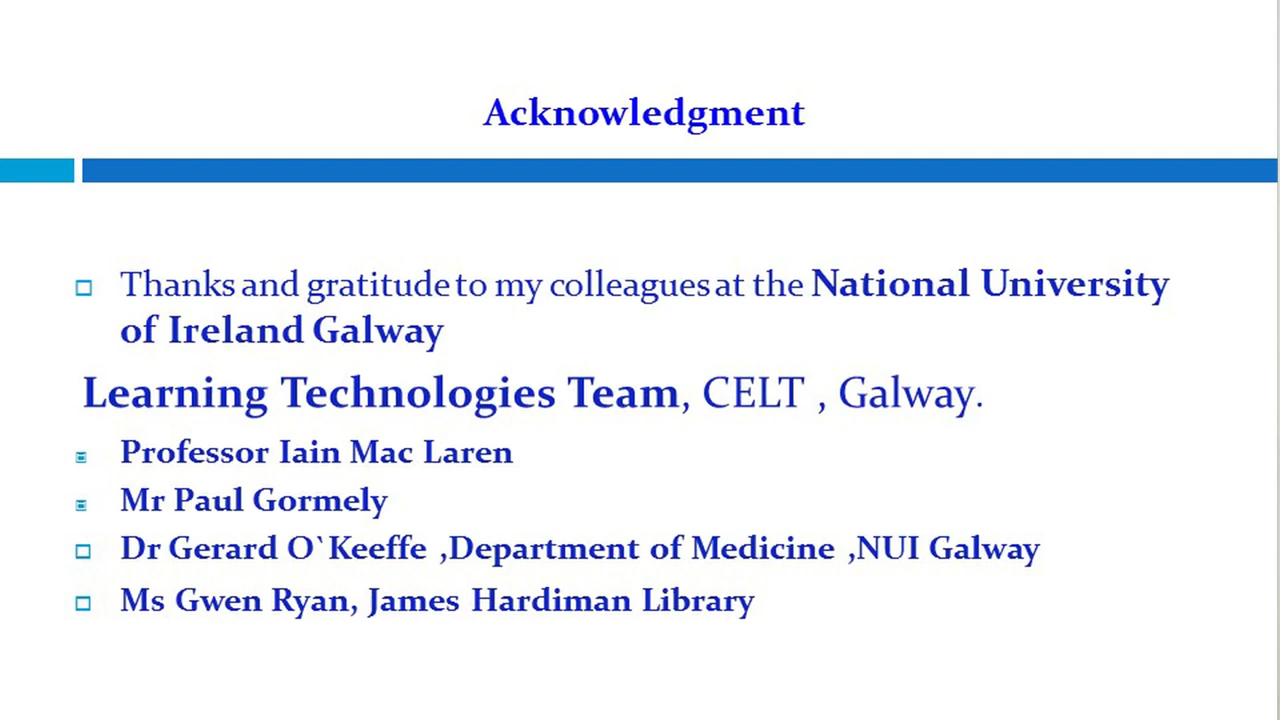 Acknowledgment
Thanks and gratitude to my colleagues at the National University
of Ireland Galway
Learning Technologies Team, CELT , Galway.
Professor Iain Mac Laren
Mr Paul Gormely
Dr Gerard O`Keeffe ,Department of Medicine ,NUI Galway
Ms Gwen Ryan, James Hardiman Library